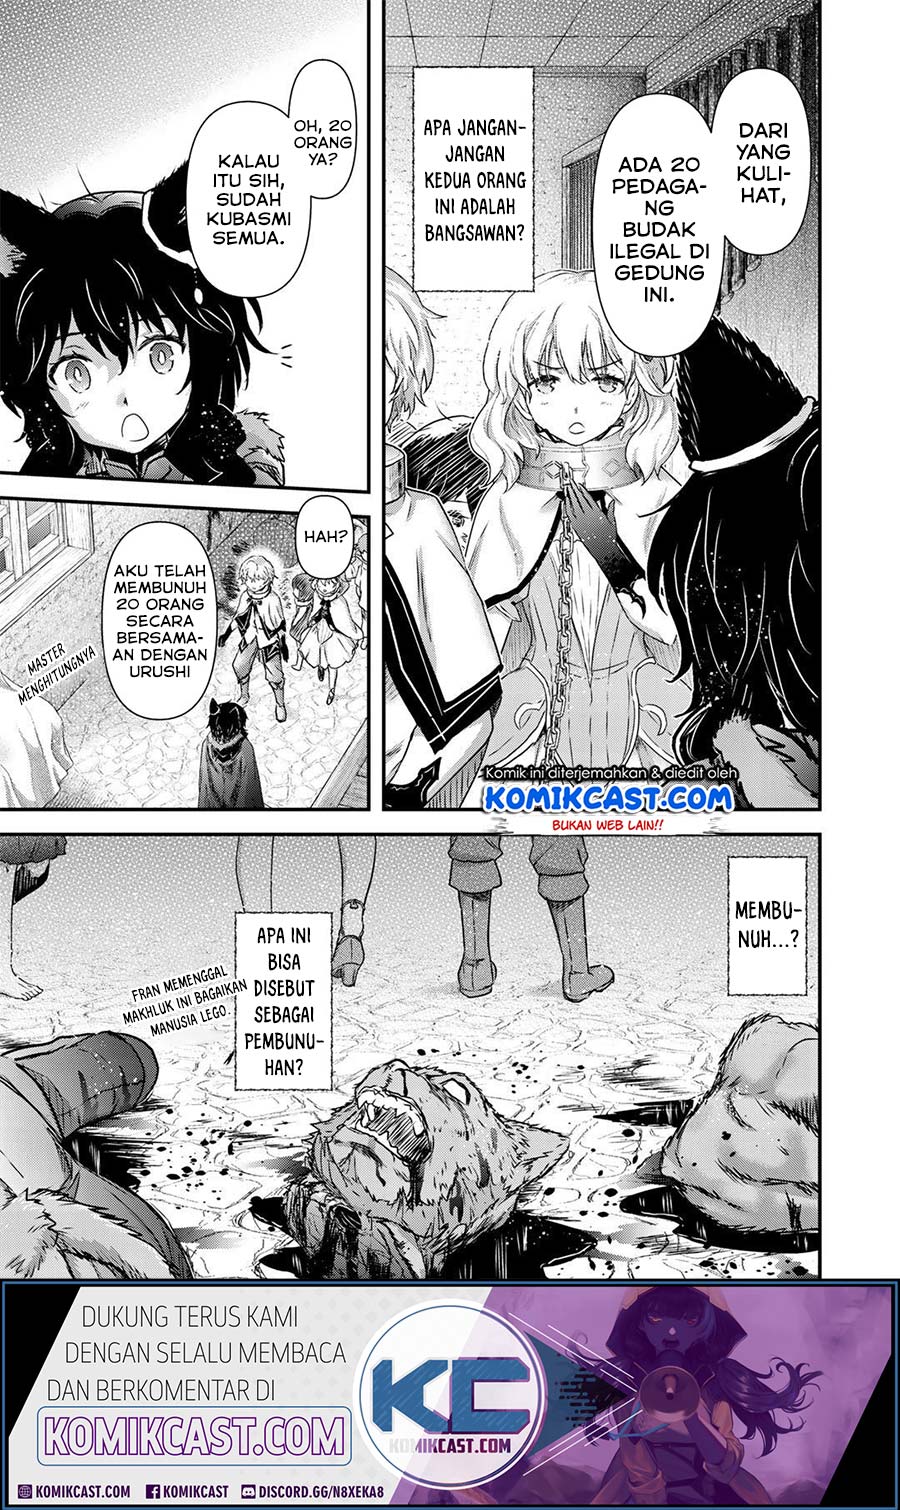 DARI
YANG
KULI-
HAT,
ADA 20
PEDAGA-
NG
BUDAK
ILEGAL DI
GEDUNG
INI.
APA JANGAN-
JANGAN
KEDUA ORANG
INI ADALAH
BANGSAWAN?
OH, 20
ORANG
YA?
KALAU
ITU SIH,
SUDAH
KUBASMI
SEMUA.
HAH?
AKU TELAH
MEMBUNUH
20 ORANG
SECARA
BERSAMA-
AN DENGAN
URUSHI
MASTER
MENGHITUNGNYA
Komik ini diterjemahkan & diedit oleh
KOMIKCAST.COM
BUKAN WEB LAIN!!
MEMBU-
NUH...?
APA INI
BISA
DISEBUT
SEBAGAI
PEMBUNU-
HAN?
FRAN MEMENGGAL
MAKHLUK INI BAGAIKAN
MANUSIA LEGO.
DUKUNG TERUS KAMI
DENGAN SELALU MEMBACA
DAN BERKOMENTAR DI
KOMIKCAST.COM
KOMIKCAST.COM
KOMIKCAST
DISCORD.GG/N8XEKA8
KC
KOMIKCAST.COM